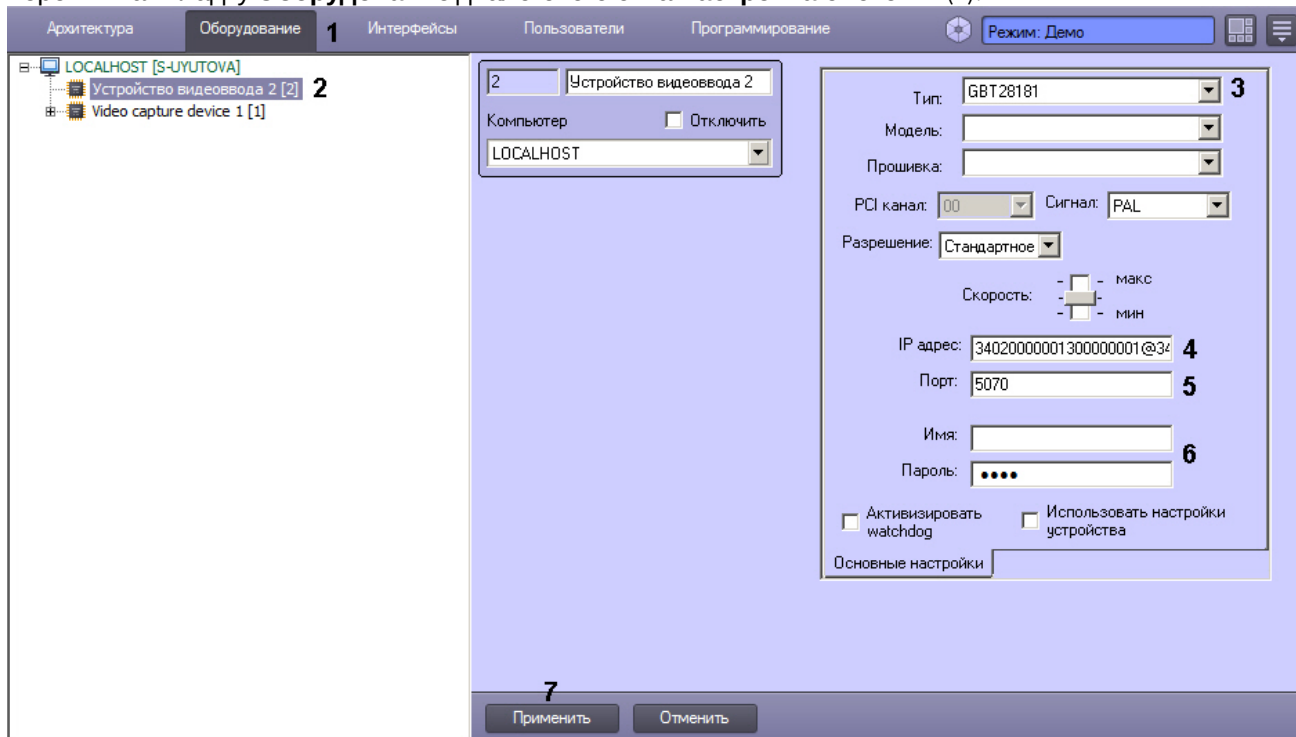 Архитектура Оборудование 1 Интерфейсы Пользователи Программирование Режим: Демо
LOCALHOST [S-UYUTOVA]
Устройство видеоввода 2 [2] 2
Video capture device 1 [1]
2 Устройство видеоввода 2
Компьютер Отключить
LOCALHOST
Тип: GBT28181 3
Модель:
Прошивка:
PCI канал: 00 Сигнал: PAL
Разрешение: Стандартное
- - макс
Скорость: - -
- - мин
IP адрес: 34020000001300000001@34 4
Порт: 5070 5
Имя:
6
Пароль: ••••
Активизировать watchdog
Использовать настройки устройства
Основные настройки
7
Применить Отменить